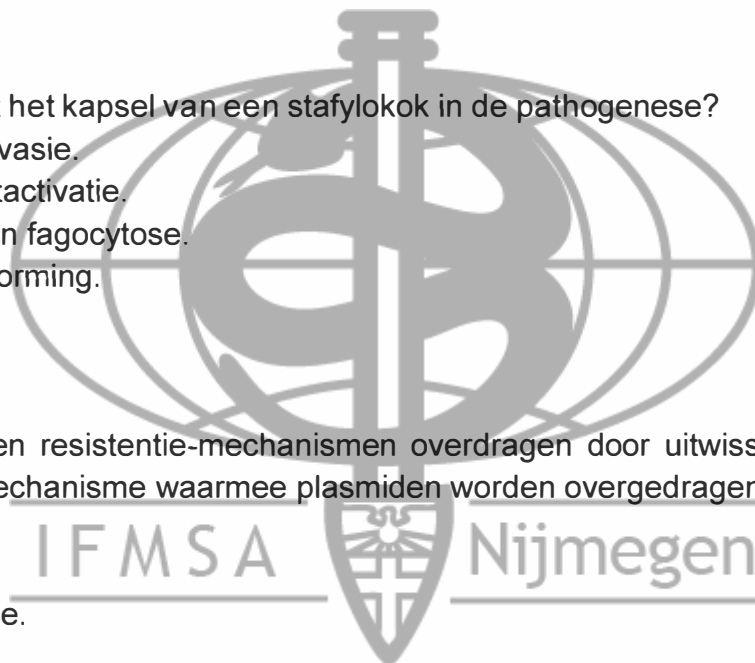 het kapsel van een stafylokok in de pathogenese?
vasie.
tactivatie.
n fagocytose.
orming.
en resistentie-mechanismen overdragen door uitwiss
echanisme waarmee plasmiden worden overgedragen
IFMSA Nijmegen
e.